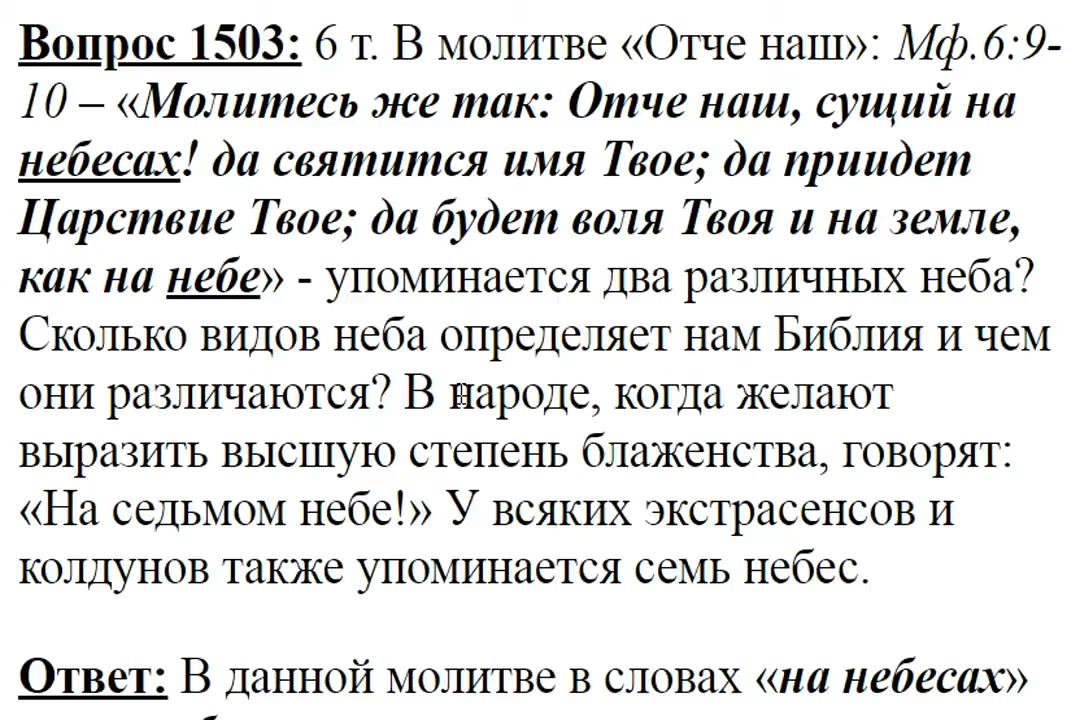 Вопрос 1503: 6 т. В молитве «Отче наш»: Мф.6:9-
10 – «Молитесь же так: Отче наш, сущий на
небесах! да святится имя Твое; да приидет
Царствие Твое; да будет воля Твоя и на земле,
как на небе» - упоминается два различных неба?
Сколько видов неба определяет нам Библия и чем
они различаются? В народе, когда желают
выразить высшую степень блаженства, говорят:
«На седьмом небе!» У всяких экстрасенсов и
колдунов также упоминается семь небес.
Ответ: В данной молитве в словах «на небесах»